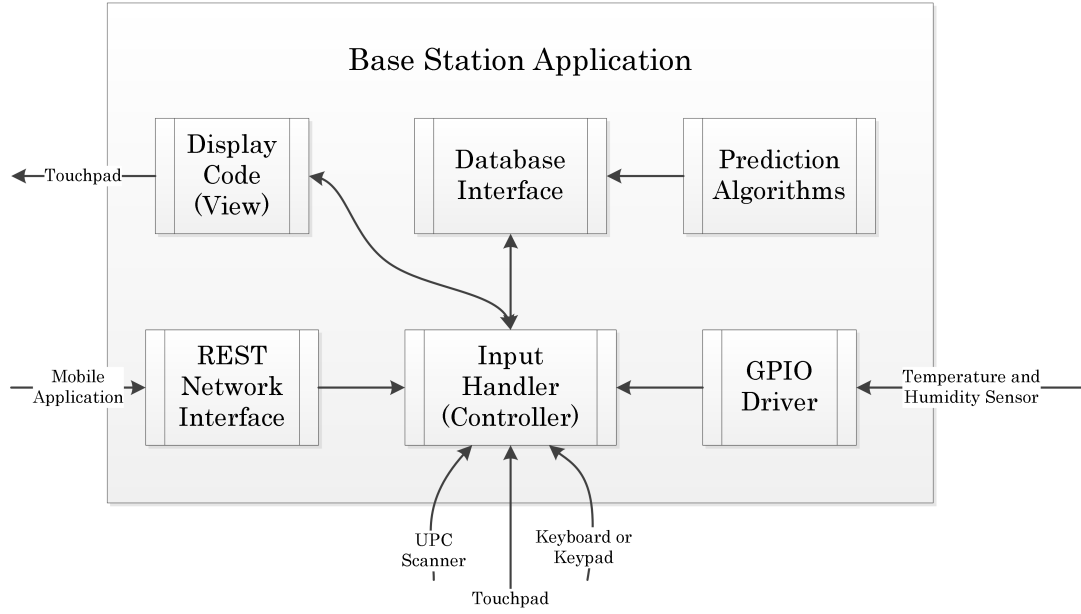 Base Station Application
Display
Code
(View)
Database
Interface
Prediction
Algorithms
Touchpad
REST
Network
Interface
Input
Handler
(Controller)
GPIO
Driver
Mobile
Application
Temperature and
Humidity Sensor
UPC
Scanner
Touchpad
Keyboard or
Keypad